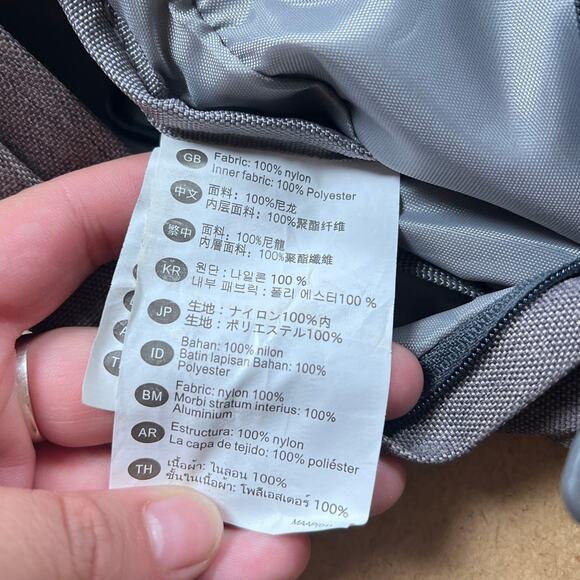 GB Fabric: 100% nylon
Inner fabric: 100% Polyester
中文 面料：100%尼龙
内层面料：100%聚酯纤维
繁中 面料：100%尼龍
內層面料：100%聚酯纖維
KR 원단 : 나일론 100 %
내부 패브릭 : 폴리 에스터100 %
JP 生地：ナイロン100%内
生地：ポリエステル100%
ID Bahan: 100% nilon
Batin lapisan Bahan: 100%
Polyester
BM Fabric: nylon 100%
Morbi stratum interius: 100%
Aluminium
AR Estructura: 100% nylon
La capa de tejido: 100% poliéster
TH เนื้อผ้า: ไนลอน 100%
ชั้นในเนื้อผ้า: โพลีเอสเตอร์ 100%